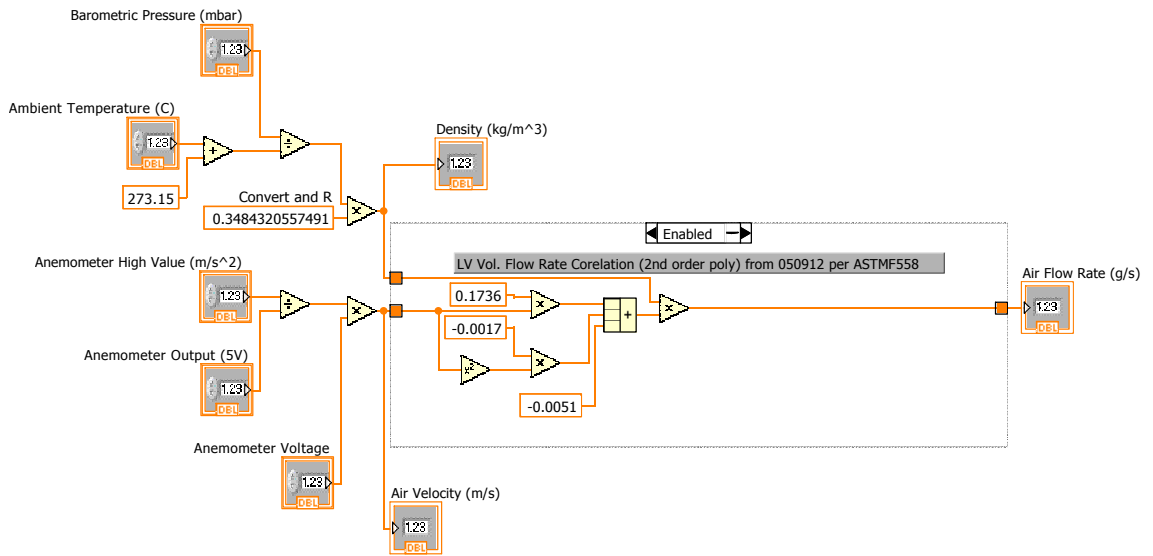 Barometric Pressure (mbar)
1.23
DBL
Ambient Temperature (C)
1.23
DBL
+
÷
273.15
Density (kg/m^3)
1.23
DBL
Convert and R
0.3484320557491
x
Enabled
LV Vol. Flow Rate Corelation (2nd order poly) from 050912 per ASTMF558
Anemometer High Value (m/s^2)
1.23
DBL
÷
x
0.1736
x
-0.0017
x²
x
+
x
-0.0051
Air Flow Rate (g/s)
1.23
DBL
Anemometer Output (5V)
1.23
DBL
Anemometer Voltage
1.23
DBL
Air Velocity (m/s)
1.23
DBL